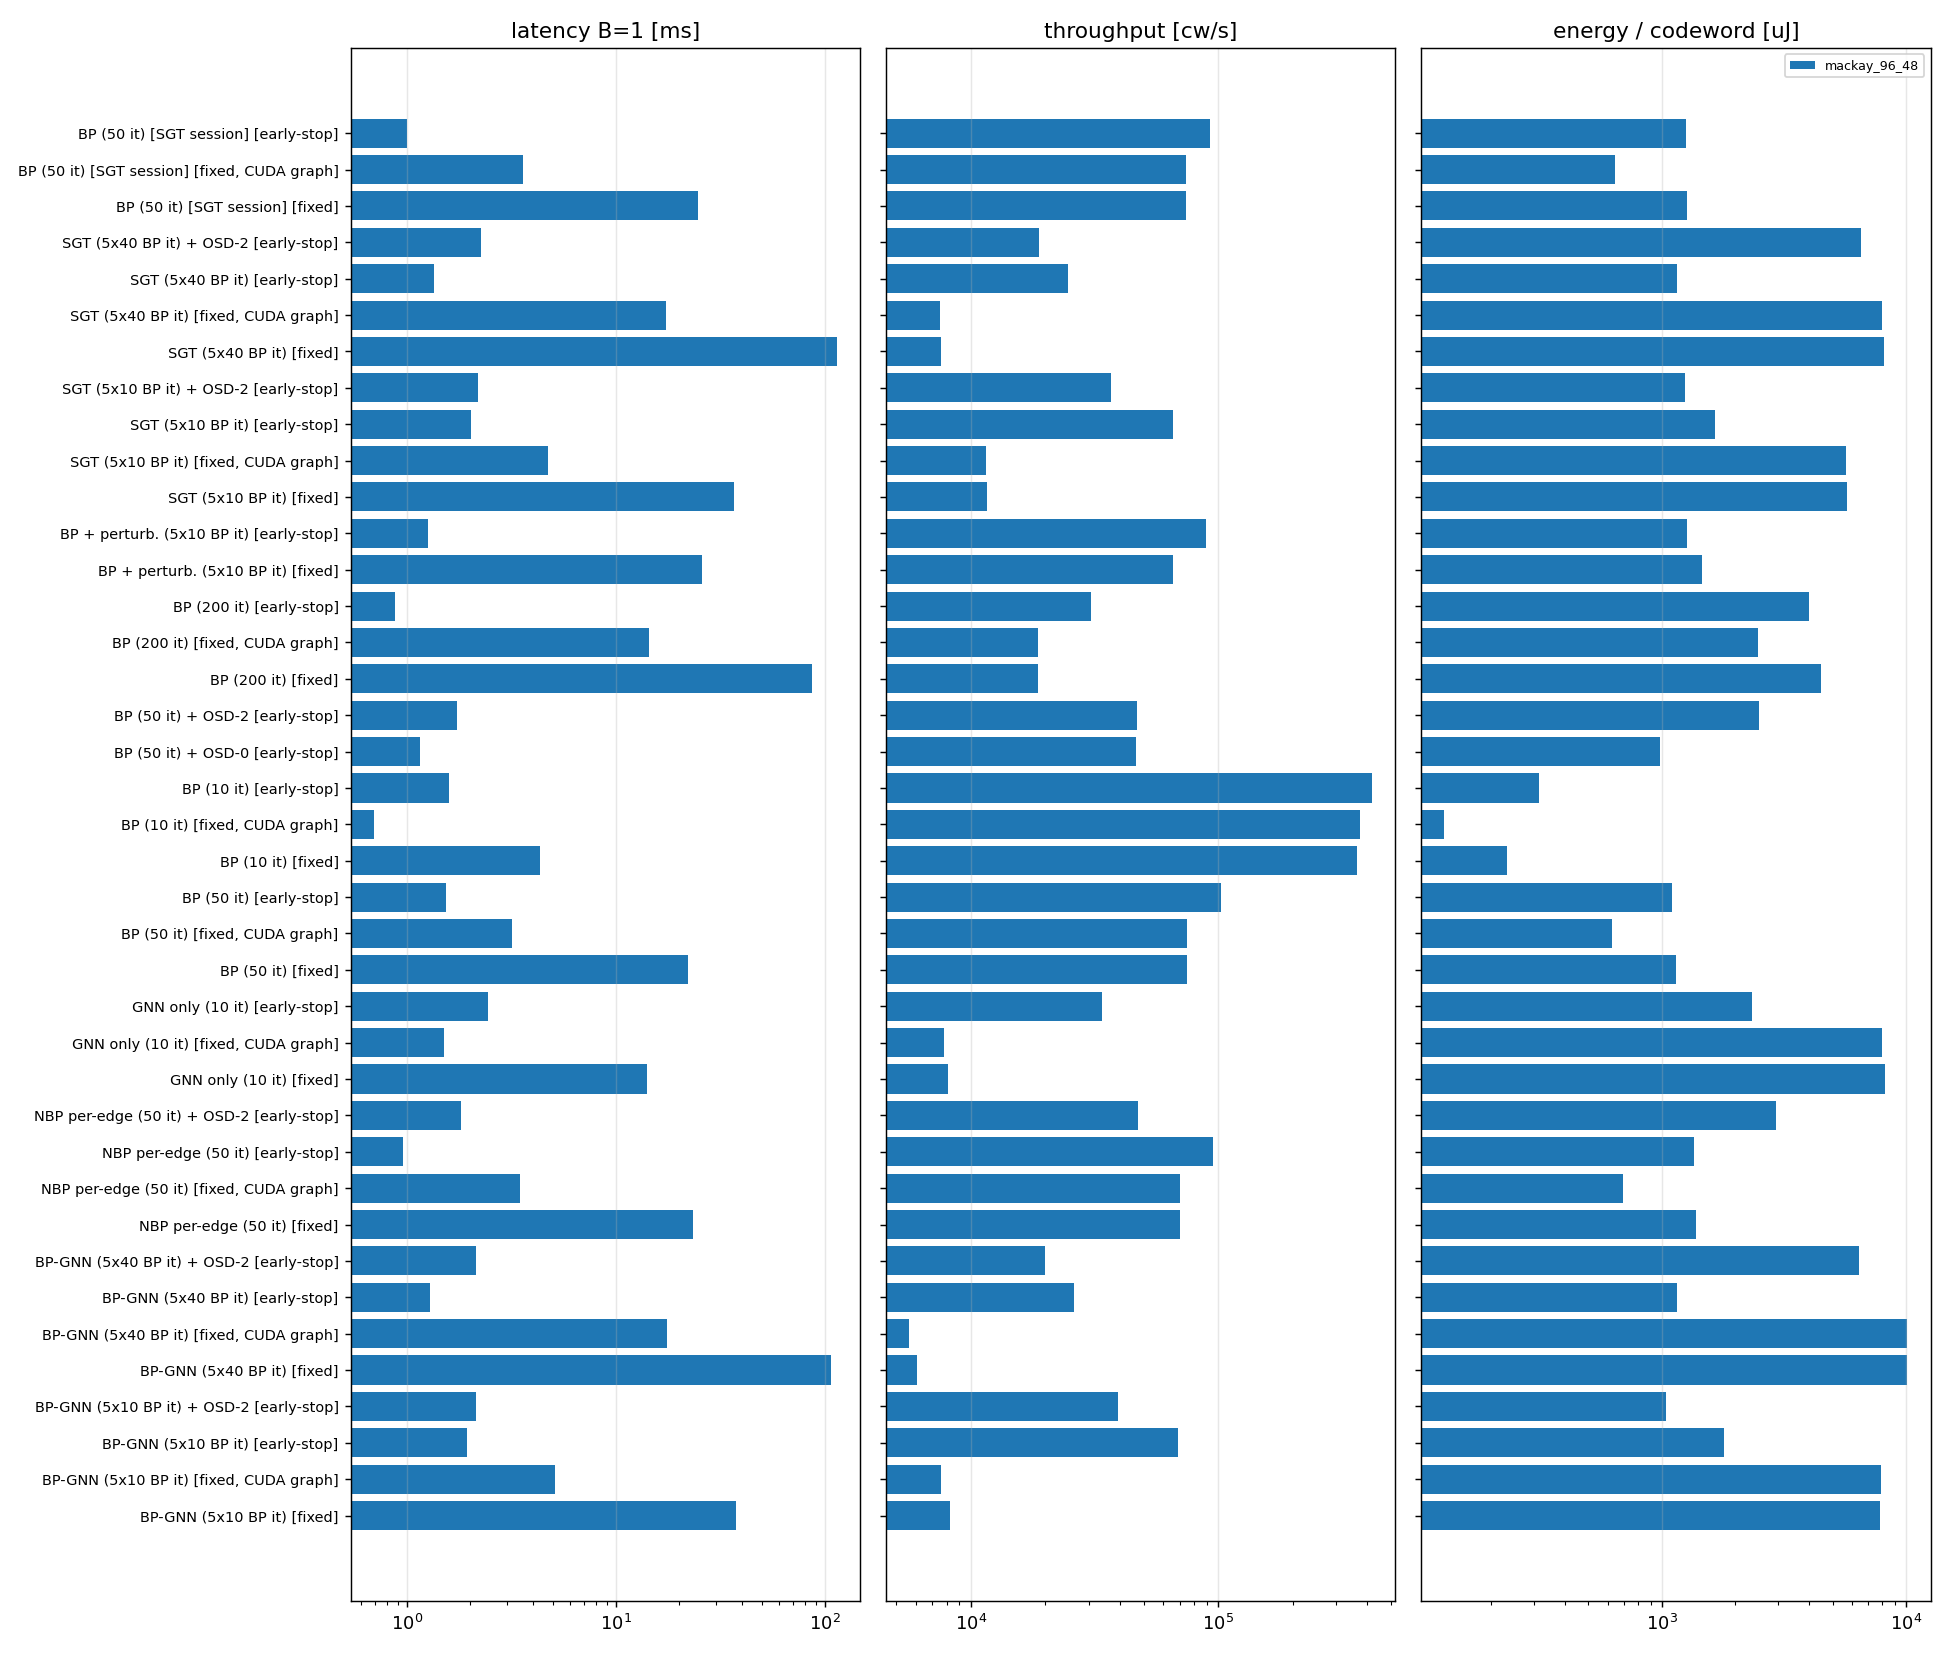 latency B=1 [ms]
throughput [cw/s]
energy / codeword [uJ]
mackay_96_48
BP (50 it) [SGT session] [early-stop]
BP (50 it) [SGT session] [fixed, CUDA graph]
BP (50 it) [SGT session] [fixed]
SGT (5x40 BP it) + OSD-2 [early-stop]
SGT (5x40 BP it) [early-stop]
SGT (5x40 BP it) [fixed, CUDA graph]
SGT (5x40 BP it) [fixed]
SGT (5x10 BP it) + OSD-2 [early-stop]
SGT (5x10 BP it) [early-stop]
SGT (5x10 BP it) [fixed, CUDA graph]
SGT (5x10 BP it) [fixed]
BP + perturb. (5x10 BP it) [early-stop]
BP + perturb. (5x10 BP it) [fixed]
BP (200 it) [early-stop]
BP (200 it) [fixed, CUDA graph]
BP (200 it) [fixed]
BP (50 it) + OSD-2 [early-stop]
BP (50 it) + OSD-0 [early-stop]
BP (10 it) [early-stop]
BP (10 it) [fixed, CUDA graph]
BP (10 it) [fixed]
BP (50 it) [early-stop]
BP (50 it) [fixed, CUDA graph]
BP (50 it) [fixed]
GNN only (10 it) [early-stop]
GNN only (10 it) [fixed, CUDA graph]
GNN only (10 it) [fixed]
NBP per-edge (50 it) + OSD-2 [early-stop]
NBP per-edge (50 it) [early-stop]
NBP per-edge (50 it) [fixed, CUDA graph]
NBP per-edge (50 it) [fixed]
BP-GNN (5x40 BP it) + OSD-2 [early-stop]
BP-GNN (5x40 BP it) [early-stop]
BP-GNN (5x40 BP it) [fixed, CUDA graph]
BP-GNN (5x40 BP it) [fixed]
BP-GNN (5x10 BP it) + OSD-2 [early-stop]
BP-GNN (5x10 BP it) [early-stop]
BP-GNN (5x10 BP it) [fixed, CUDA graph]
BP-GNN (5x10 BP it) [fixed]
10⁰ 10¹ 10²
10⁴ 10⁵
10³ 10⁴